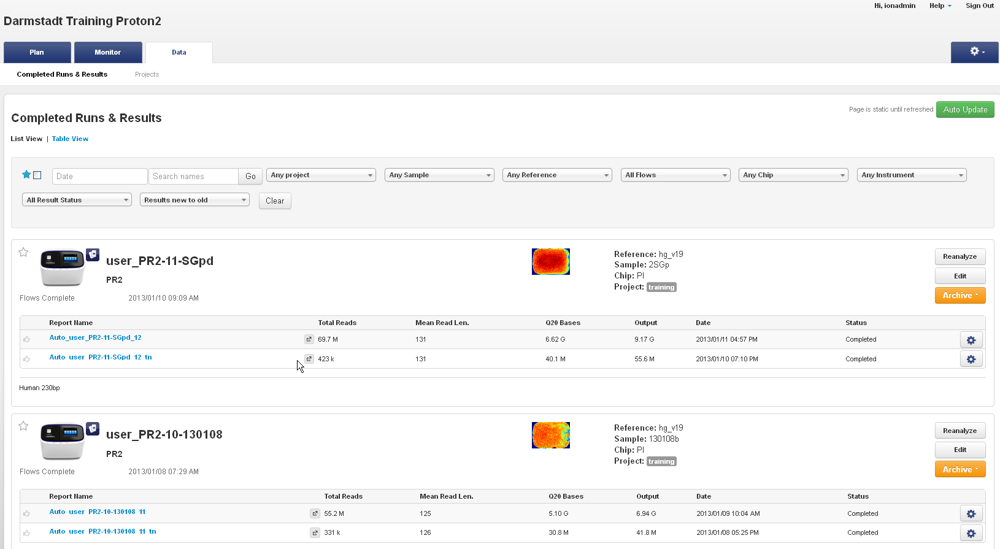 Hi, ionadmin Help Sign Out
Darmstadt Training Proton2
Plan Monitor Data
Completed Runs & Results Projects
Completed Runs & Results
Page is static until refreshed Auto Update
List View | Table View
Date Search names Go Any project Any Sample Any Reference All Flows Any Chip Any Instrument
All Result Status Results new to old Clear
user_PR2-11-SGpd
PR2
Flows Complete 2013/01/10 09:09 AM
Reference: hg_v19
Sample: 2SGp
Chip: PI
Project: training
Reanalyze
Edit
Archive
Report Name Total Reads Mean Read Len. Q20 Bases Output Date Status
Auto_user_PR2-11-SGpd_12 69.7 M 131 6.62 G 9.17 G 2013/01/11 04:57 PM Completed
Auto_user_PR2-11-SGpd_12_tn 423 k 131 40.1 M 55.6 M 2013/01/10 07:10 PM Completed
Human 230bp
user_PR2-10-130108
PR2
Flows Complete 2013/01/08 07:29 AM
Reference: hg_v19
Sample: 130108b
Chip: PI
Project: training
Reanalyze
Edit
Archive
Report Name Total Reads Mean Read Len. Q20 Bases Output Date Status
Auto_user_PR2-10-130108_11 55.2 M 125 5.10 G 6.94 G 2013/01/09 10:04 AM Completed
Auto_user_PR2-10-130108_11_tn 331 k 126 30.8 M 41.8 M 2013/01/08 05:25 PM Completed